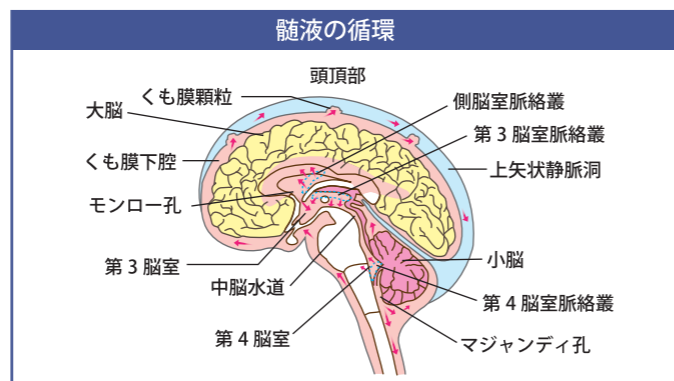 髄液の循環
頭頂部
くも膜顆粒
大脳
くも膜下腔
モンロー孔
第3脳室
中脳水道
第4脳室
側脳室脈絡叢
第3脳室脈絡叢
上矢状静脈洞
小脳
第4脳室脈絡叢
マジャンディ孔